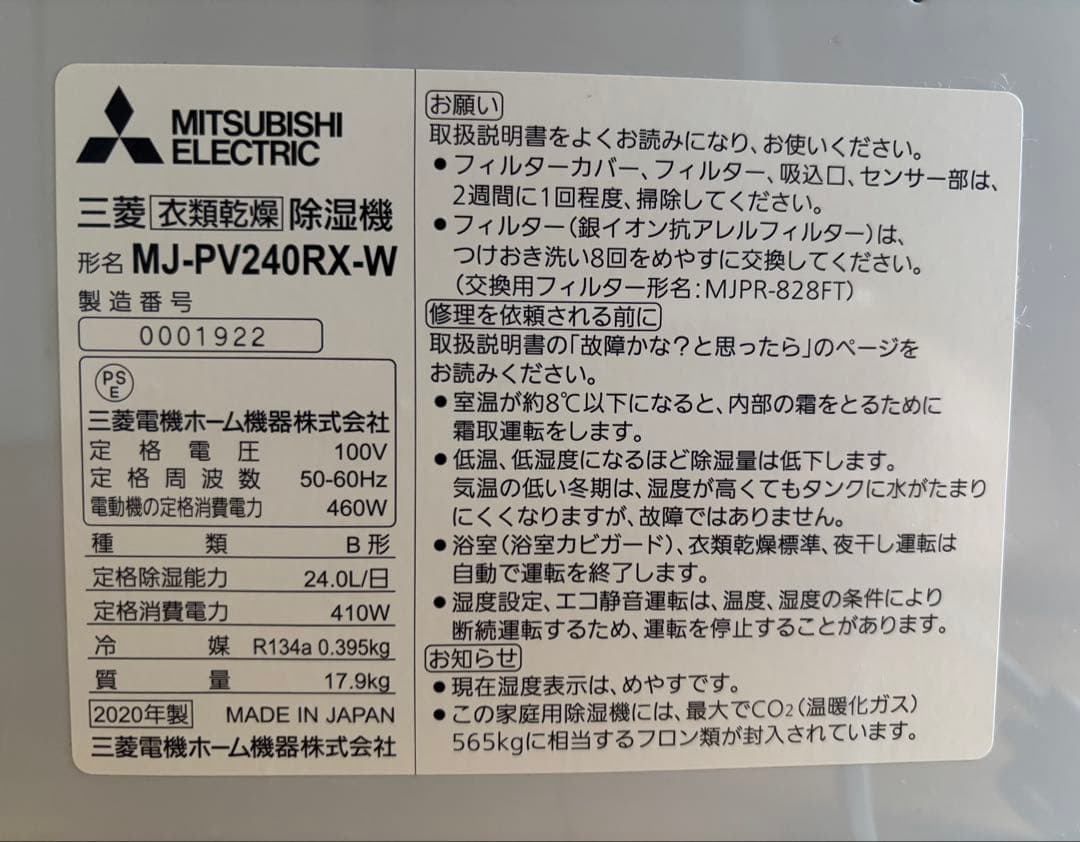 MITSUBISHI
ELECTRIC
三菱 衣類乾燥 除湿機
形名 MJ-PV240RX-W
製造番号
0001922
PS
E
三菱電機ホーム機器株式会社
定格電圧 100V
定格周波数 50-60Hz
電動機の定格消費電力 460W
種類 B形
定格除湿能力 24.0L/日
定格消費電力 410W
冷媒 R134a 0.395kg
質量 17.9kg
2020年製 MADE IN JAPAN
三菱電機ホーム機器株式会社
お願い
取扱説明書をよくお読みになり、お使いください。
●フィルターカバー、フィルター、吸込口、センサー部は、
2週間に1回程度、掃除してください。
●フィルター(銀イオン抗アレルフィルター)は、
つけおき洗い8回をめやすに交換してください。
(交換用フィルター形名:MJPR-828FT)
修理を依頼される前に
取扱説明書の「故障かな?と思ったら」のページを
お読みください。
●室温が約8℃以下になると、内部の霜をとるために
霜取運転をします。
●低温、低湿度になるほど除湿量は低下します。
気温の低い冬期は、湿度が高くてもタンクに水がたまり
にくくなりますが、故障ではありません。
●浴室(浴室カビガード)、衣類乾燥標準、夜干し運転は
自動で運転を終了します。
●湿度設定、エコ静音運転は、温度、湿度の条件により
断続運転するため、運転を停止することがあります。
お知らせ
●現在湿度表示は、めやすです。
●この家庭用除湿機には、最大でCO2(温暖化ガス)
565kgに相当するフロン類が封入されています。